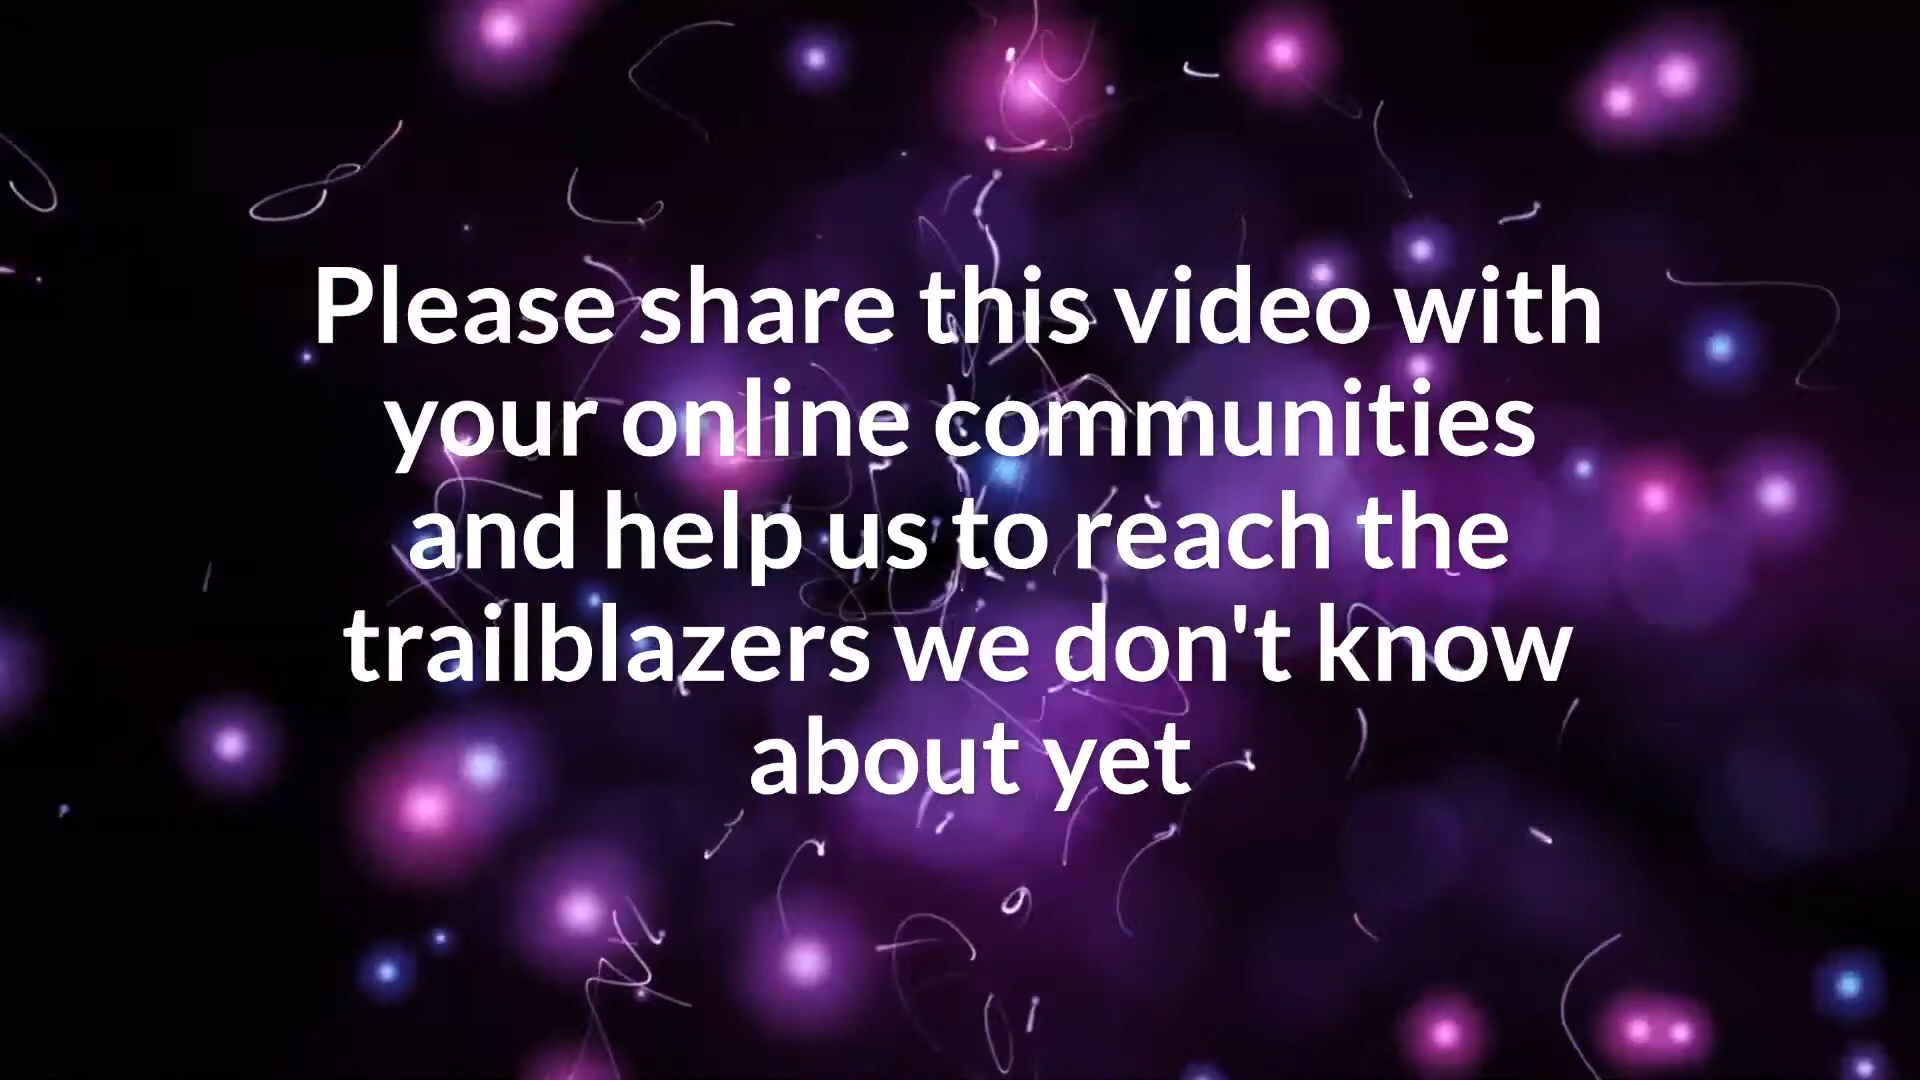 Please share this video with
your online communities
and help us to reach the
trailblazers we don't know
about yet